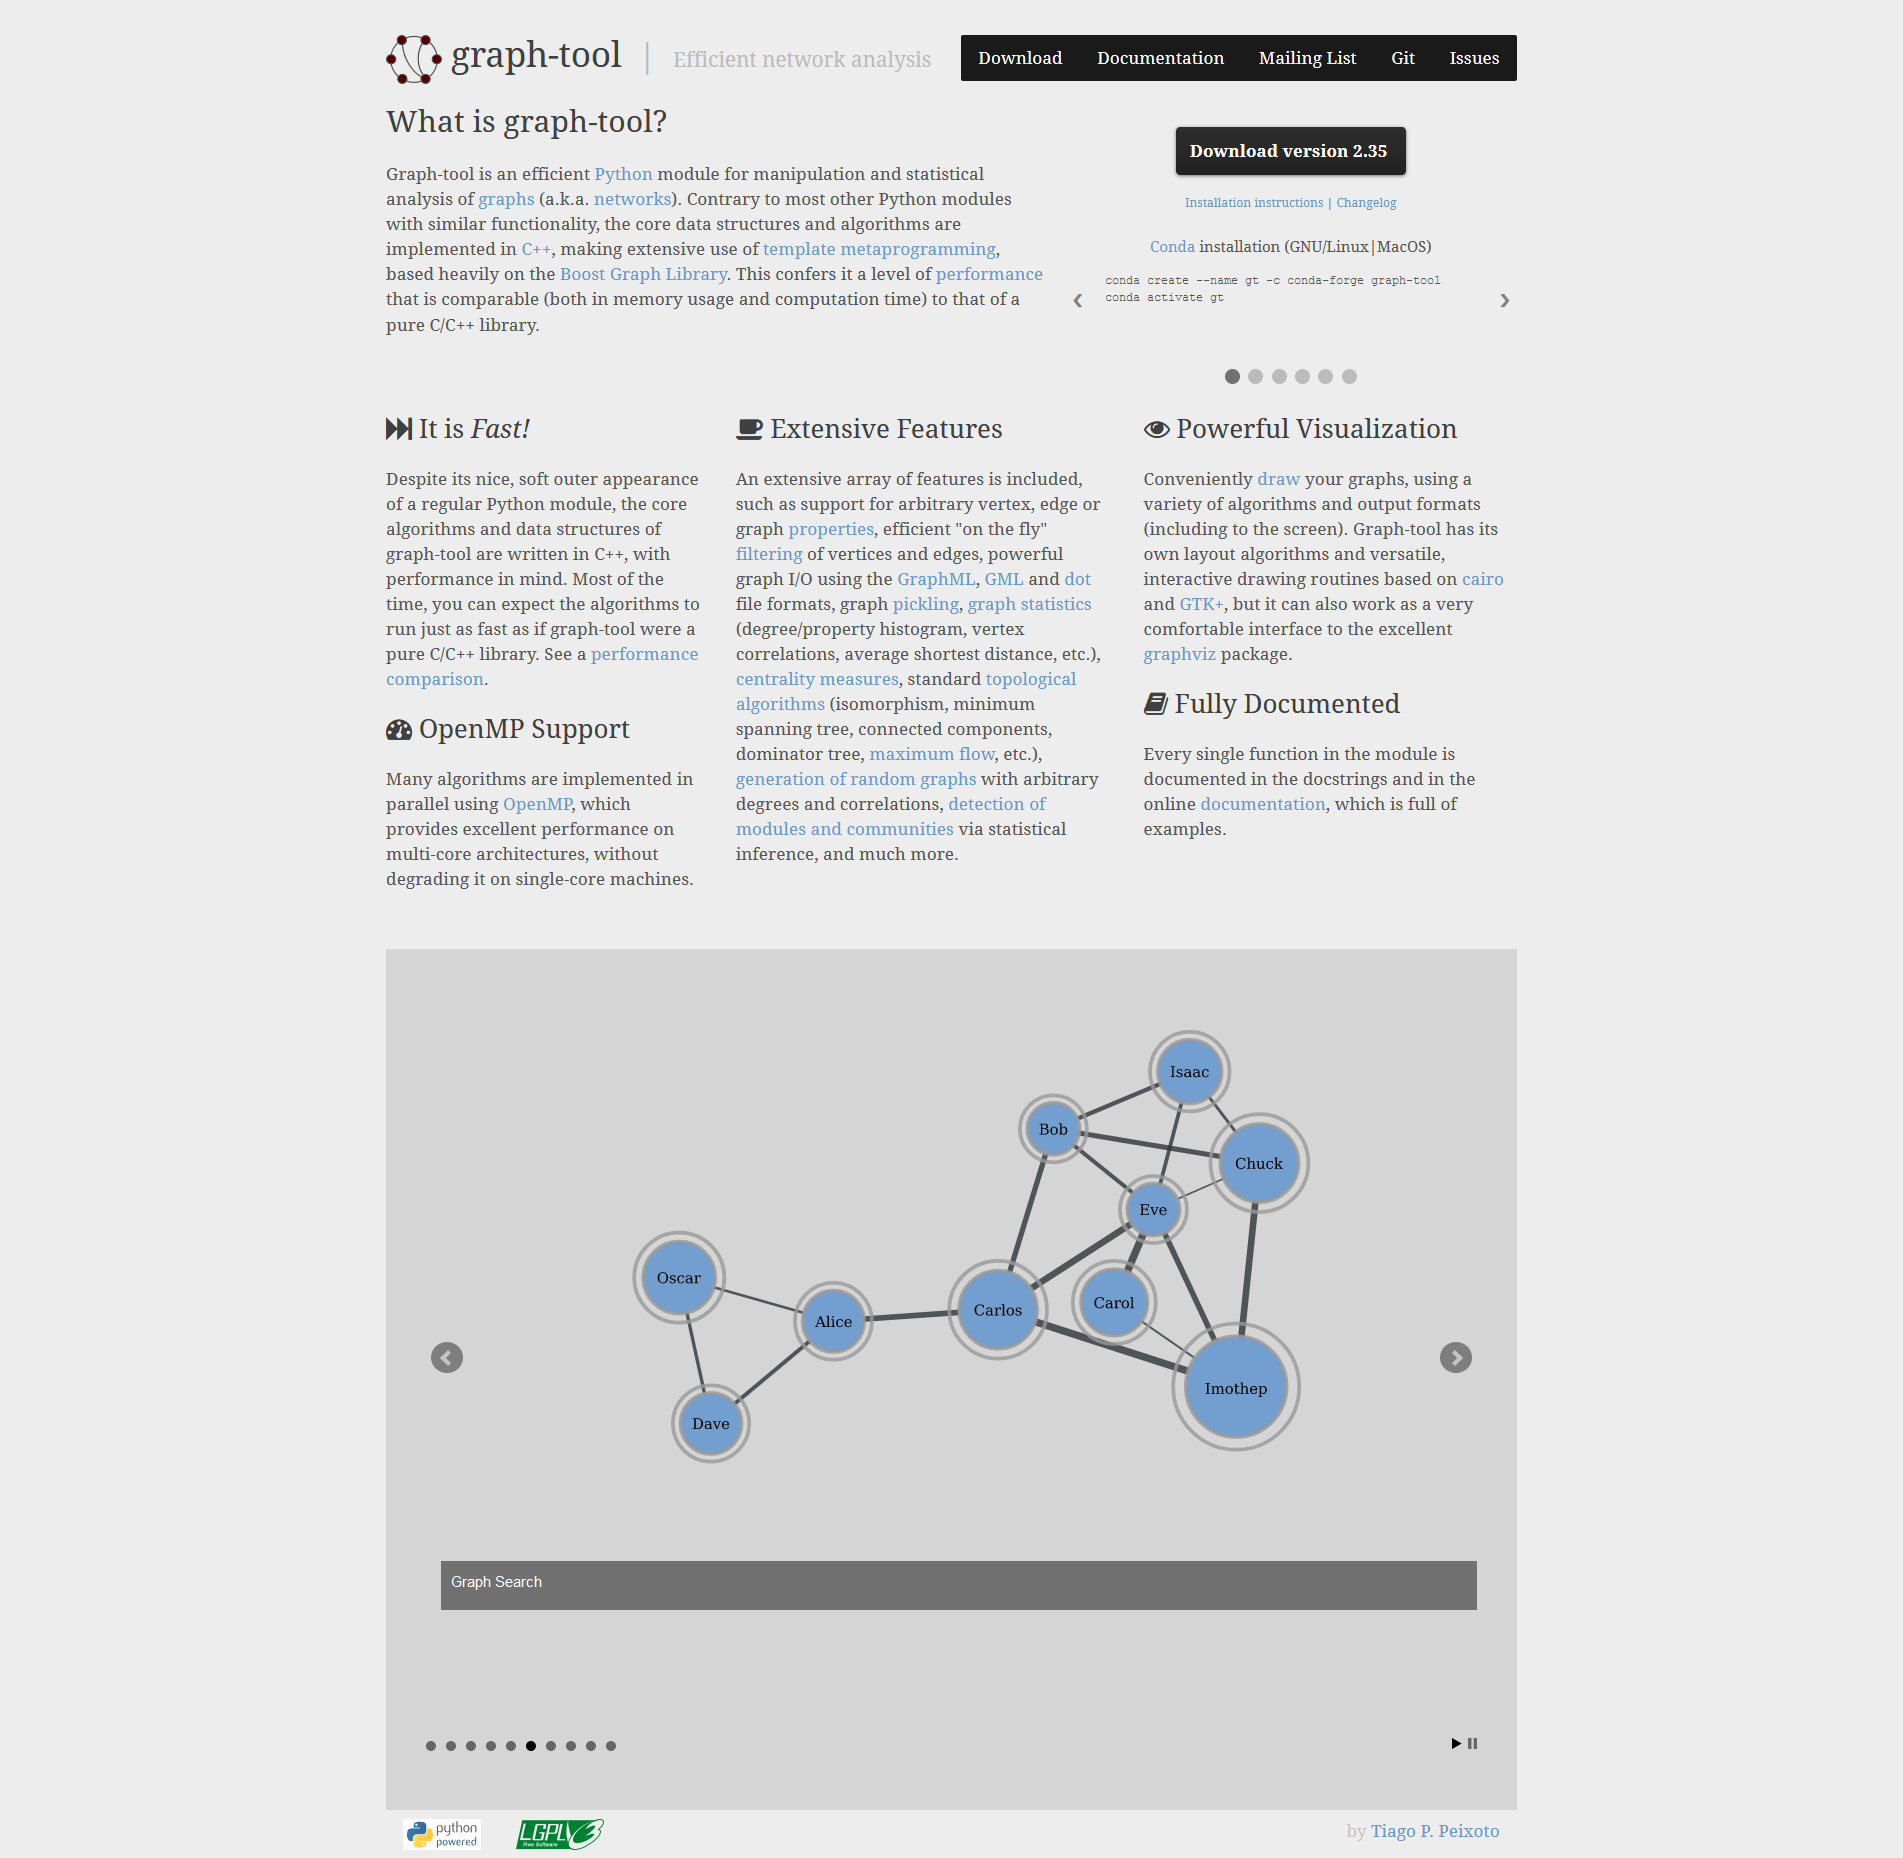 graph-tool | Efficient network analysis
Download Documentation Mailing List Git Issues
What is graph-tool?
Graph-tool is an efficient Python module for manipulation and statistical
analysis of graphs (a.k.a. networks). Contrary to most other Python modules
with similar functionality, the core data structures and algorithms are
implemented in C++, making extensive use of template metaprogramming,
based heavily on the Boost Graph Library. This confers it a level of performance
that is comparable (both in memory usage and computation time) to that of a
pure C/C++ library.
Download version 2.35
Installation instructions | Changelog
Conda installation (GNU/Linux|MacOS)
conda create --name gt -c conda-forge graph-tool
conda activate gt
It is Fast!
Despite its nice, soft outer appearance
of a regular Python module, the core
algorithms and data structures of
graph-tool are written in C++, with
performance in mind. Most of the
time, you can expect the algorithms to
run just as fast as if graph-tool were a
pure C/C++ library. See a performance
comparison.
OpenMP Support
Many algorithms are implemented in
parallel using OpenMP, which
provides excellent performance on
multi-core architectures, without
degrading it on single-core machines.
Extensive Features
An extensive array of features is included,
such as support for arbitrary vertex, edge or
graph properties, efficient "on the fly"
filtering of vertices and edges, powerful
graph I/O using the GraphML, GML and dot
file formats, graph pickling, graph statistics
(degree/property histogram, vertex
correlations, average shortest distance, etc.),
centrality measures, standard topological
algorithms (isomorphism, minimum
spanning tree, connected components,
dominator tree, maximum flow, etc.),
generation of random graphs with arbitrary
degrees and correlations, detection of
modules and communities via statistical
inference, and much more.
Powerful Visualization
Conveniently draw your graphs, using a
variety of algorithms and output formats
(including to the screen). Graph-tool has its
own layout algorithms and versatile,
interactive drawing routines based on cairo
and GTK+, but it can also work as a very
comfortable interface to the excellent
graphviz package.
Fully Documented
Every single function in the module is
documented in the docstrings and in the
online documentation, which is full of
examples.
Isaac
Bob
Chuck
Eve
Oscar
Carol
Carlos
Alice
Imothep
Dave
Graph Search
python
powered
LGPLv3
Free Software
by Tiago P. Peixoto